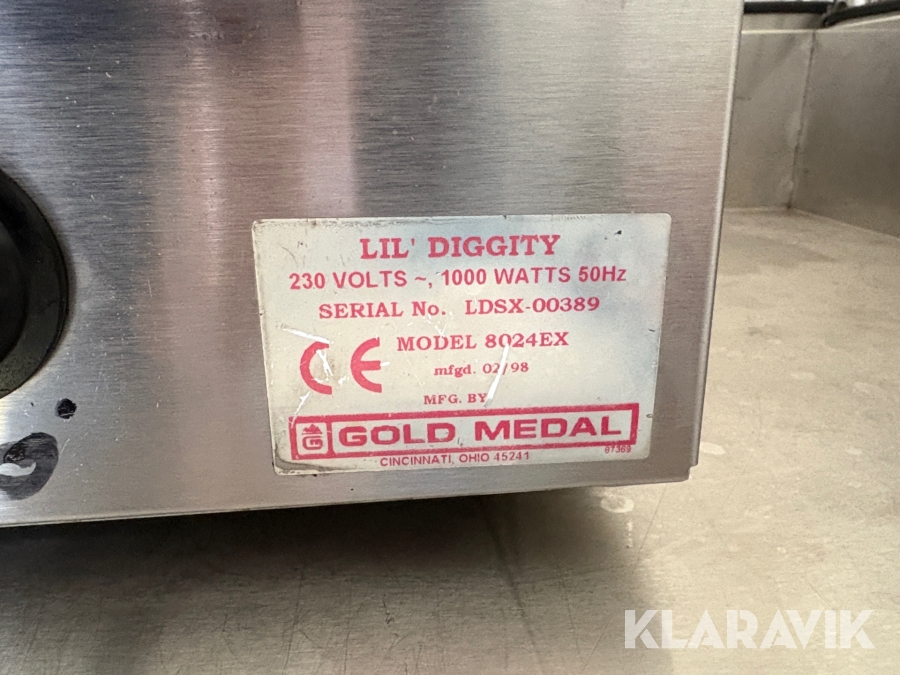 LIL' DIGGITY
230 VOLTS ~, 1000 WATTS 50Hz
SERIAL No. LDSX-00389
CE
MODEL 8024EX
mfgd. 02/98
MFG. BY
GOLD MEDAL
CINCINNATI, OHIO 45241
87369
KLARAVIK